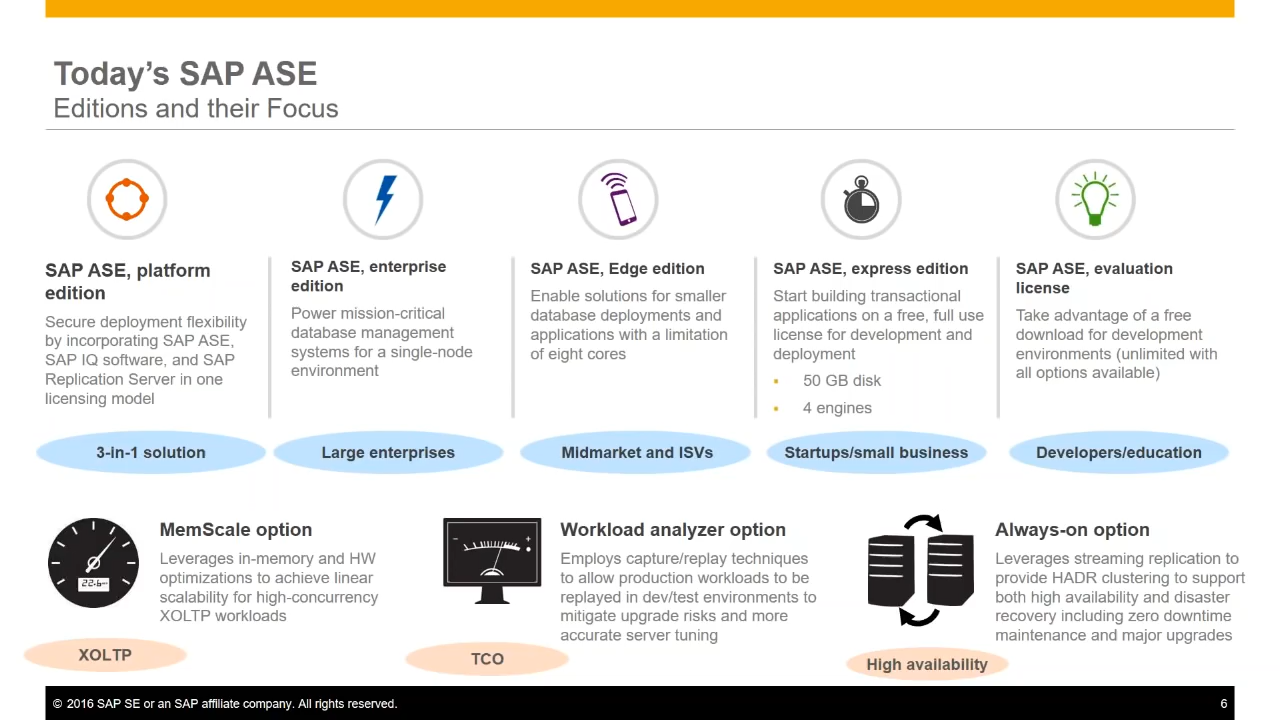 Today's SAP ASE
Editions and their Focus
SAP ASE, platform
edition
Secure deployment flexibility
by incorporating SAP ASE,
SAP IQ software, and SAP
Replication Server in one
licensing model
3-in-1 solution
SAP ASE, enterprise
edition
Power mission-critical
database management
systems for a single-node
environment
Large enterprises
SAP ASE, Edge edition
Enable solutions for smaller
database deployments and
applications with a limitation
of eight cores
Midmarket and ISVs
SAP ASE, express edition
Start building transactional
applications on a free, full use
license for development and
deployment
▪ 50 GB disk
▪ 4 engines
Startups/small business
SAP ASE, evaluation
license
Take advantage of a free
download for development
environments (unlimited with
all options available)
Developers/education
22.6
MemScale option
Leverages in-memory and HW
optimizations to achieve linear
scalability for high-concurrency
XOLTP workloads
XOLTP
Workload analyzer option
Employs capture/replay techniques
to allow production workloads to be
replayed in dev/test environments to
mitigate upgrade risks and more
accurate server tuning
TCO
Always-on option
Leverages streaming replication to
provide HADR clustering to support
both high availability and disaster
recovery including zero downtime
maintenance and major upgrades
High availability
© 2016 SAP SE or an SAP affiliate company. All rights reserved.
6